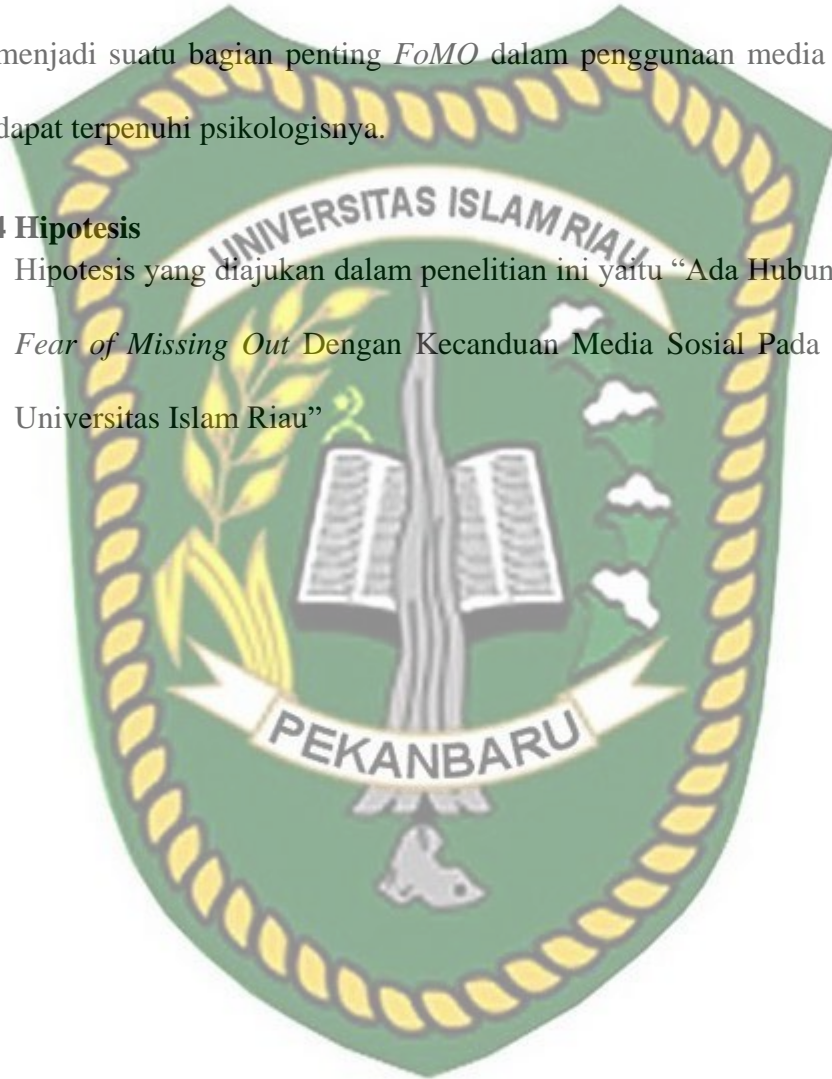 menjadi suatu bagian penting FoMO dalam penggunaan media
dapat terpenuhi psikologisnya.
4 Hipotesis
UNIVERSITAS ISLAM RIAU
Hipotesis yang diajukan dalam penelitian ini yaitu “Ada Hubun
Fear of Missing Out Dengan Kecanduan Media Sosial Pada
Universitas Islam Riau”
PEKANBARU